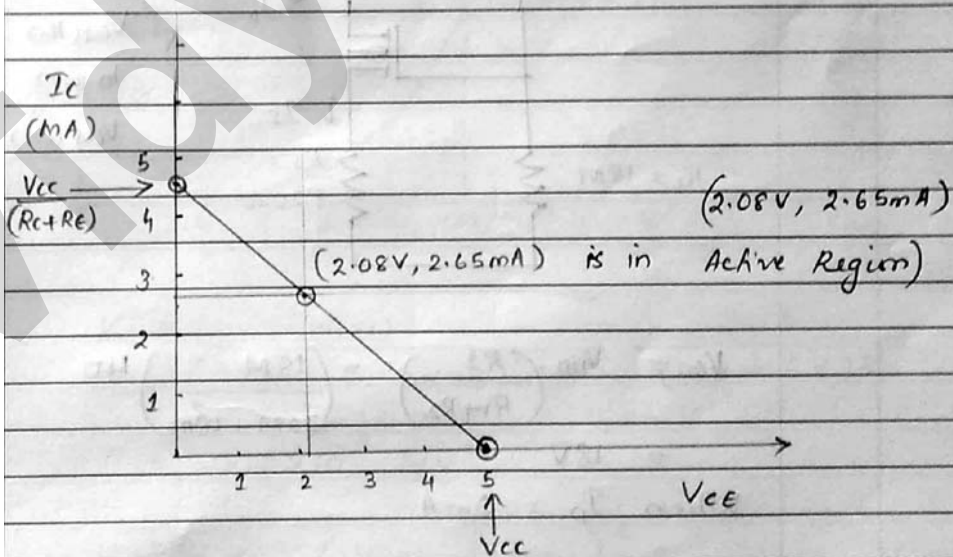 Ic
(mA)
5
Vcc
(Rc+RE)
4
(2.08V, 2.65mA)
(2.08V, 2.65mA) is in Active Region)
3
2
1
1 2 3 4 5
VCE
Vcc